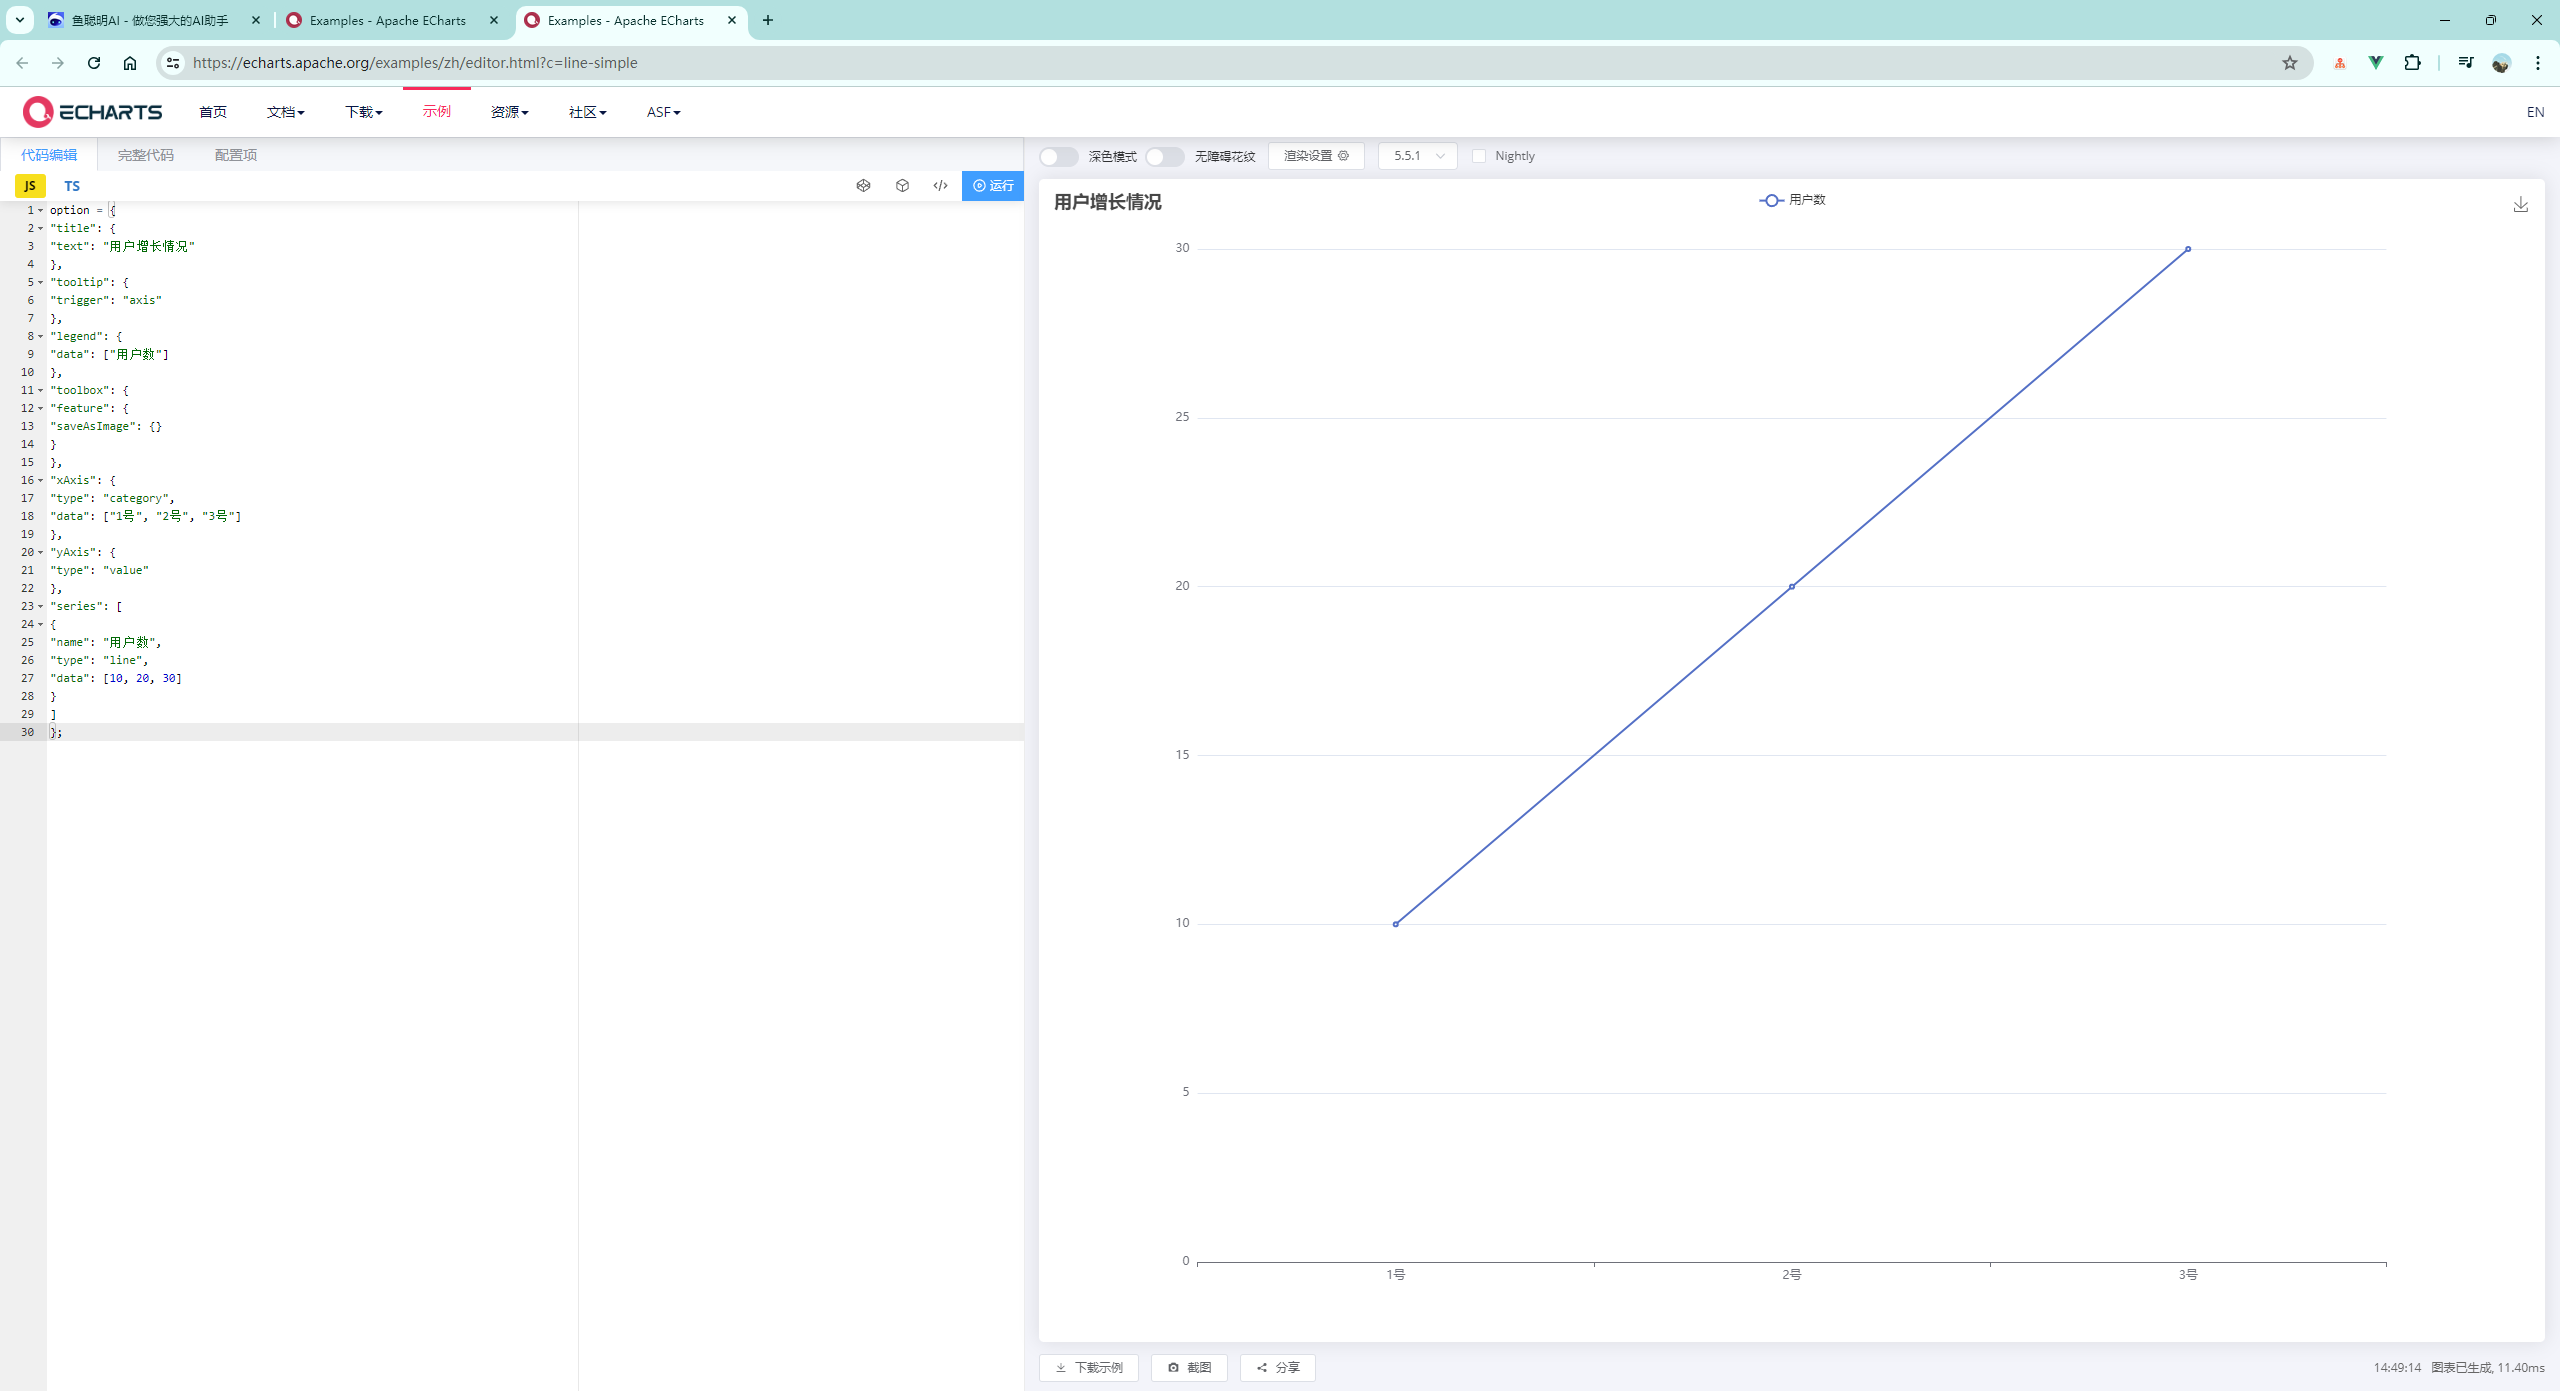 鱼聪明AI - 做您强大的AI助手
Examples - Apache ECharts
Examples - Apache ECharts
https://echarts.apache.org/examples/zh/editor.html?c=line-simple
ECHARTS
首页
文档
下载
示例
资源
社区
ASF
EN
代码编辑
完整代码
配置项
JS
TS
运行
1 option = {
2 "title": {
3 "text": "用户增长情况"
4 },
5 "tooltip": {
6 "trigger": "axis"
7 },
8 "legend": {
9 "data": ["用户数"]
10 },
11 "toolbox": {
12 "feature": {
13 "saveAsImage": {}
14 }
15 },
16 "xAxis": {
17 "type": "category",
18 "data": ["1号", "2号", "3号"]
19 },
20 "yAxis": {
21 "type": "value"
22 },
23 "series": [
24 {
25 "name": "用户数",
26 "type": "line",
27 "data": [10, 20, 30]
28 }
29 ]
30 };
深色模式
无障碍花纹
渲染设置
5.5.1
Nightly
用户增长情况
用户数
30
25
20
15
10
5
0
1号
2号
3号
下载示例
截图
分享
14:49:14 图表已生成, 11.40ms